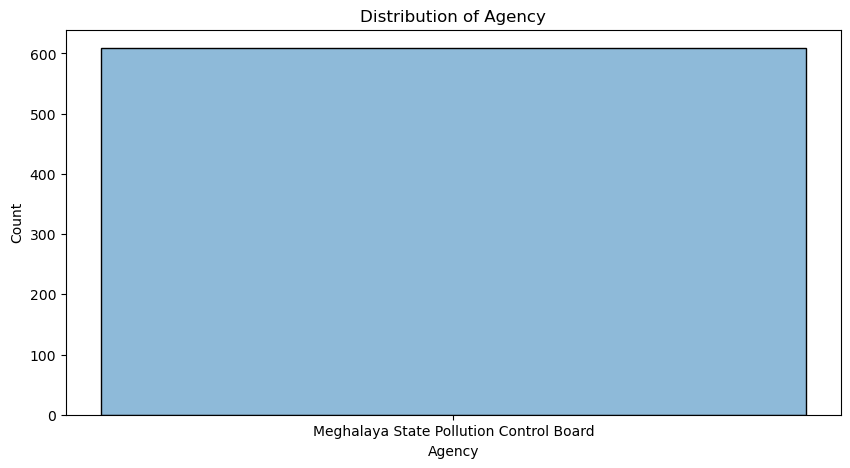 Distribution of Agency
Count
600
500
400
300
200
100
0
Meghalaya State Pollution Control Board
Agency